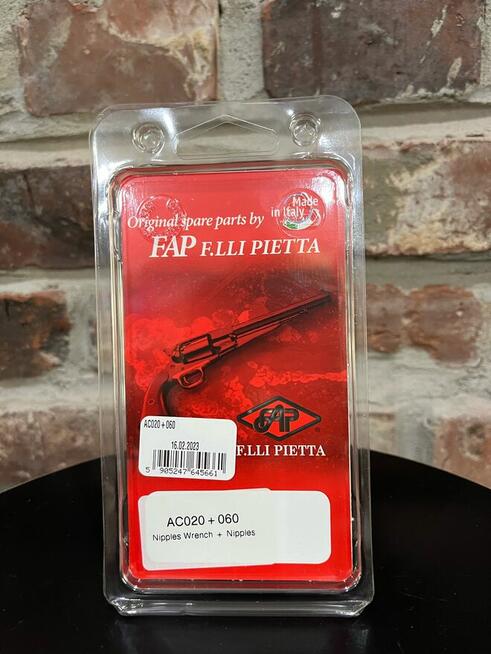 Original spare parts by
Made
in Italy
FAP F.LLI PIETTA
FAP
F.LLI PIETTA
AC020 + 060
16.02.2023
5 905247 645661
AC020 + 060
Nipples Wrench + Nipples